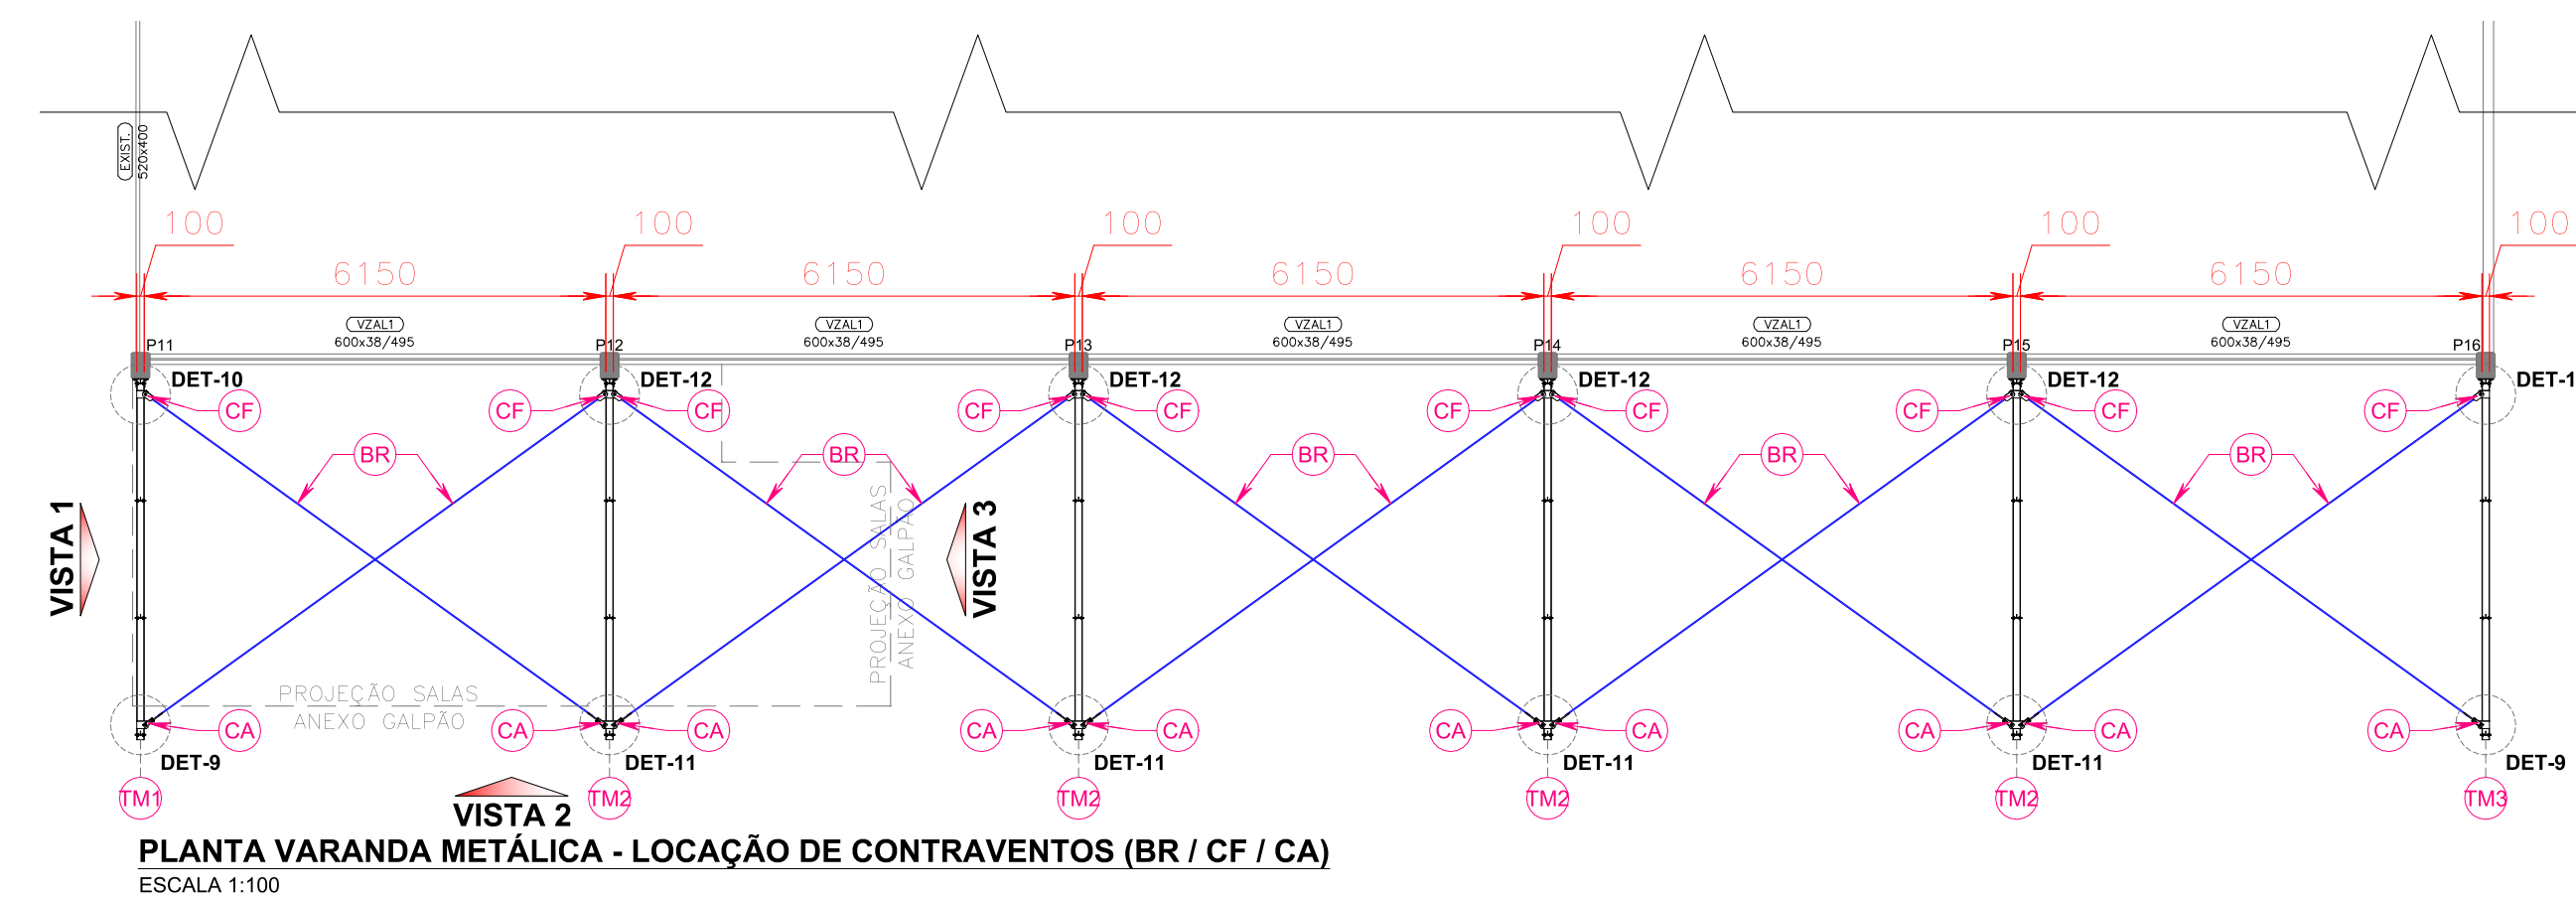 EXIST.
520x400
100 100 100 100 100 100
6150 6150 6150 6150 6150
VZAL1 VZAL1 VZAL1 VZAL1 VZAL1
600x38/495 600x38/495 600x38/495 600x38/495 600x38/495
P11 P12 P13 P14 P15 P16
DET-10 DET-12 DET-12 DET-12 DET-12 DET-1
CF CF CF CF CF CF CF CF CF CF
BR BR BR BR BR
VISTA 1
PROJEÇÃO SALAS
ANEXO GALPÃO
VISTA 3
PROJEÇÃO SALAS
ANEXO GALPÃO
CA CA CA CA CA CA CA CA CA CA
DET-9 DET-11 DET-11 DET-11 DET-11 DET-9
TM1 TM2 TM2 TM2 TM2 TM3
VISTA 2
PLANTA VARANDA METÁLICA - LOCAÇÃO DE CONTRAVENTOS (BR / CF / CA)
ESCALA 1:100